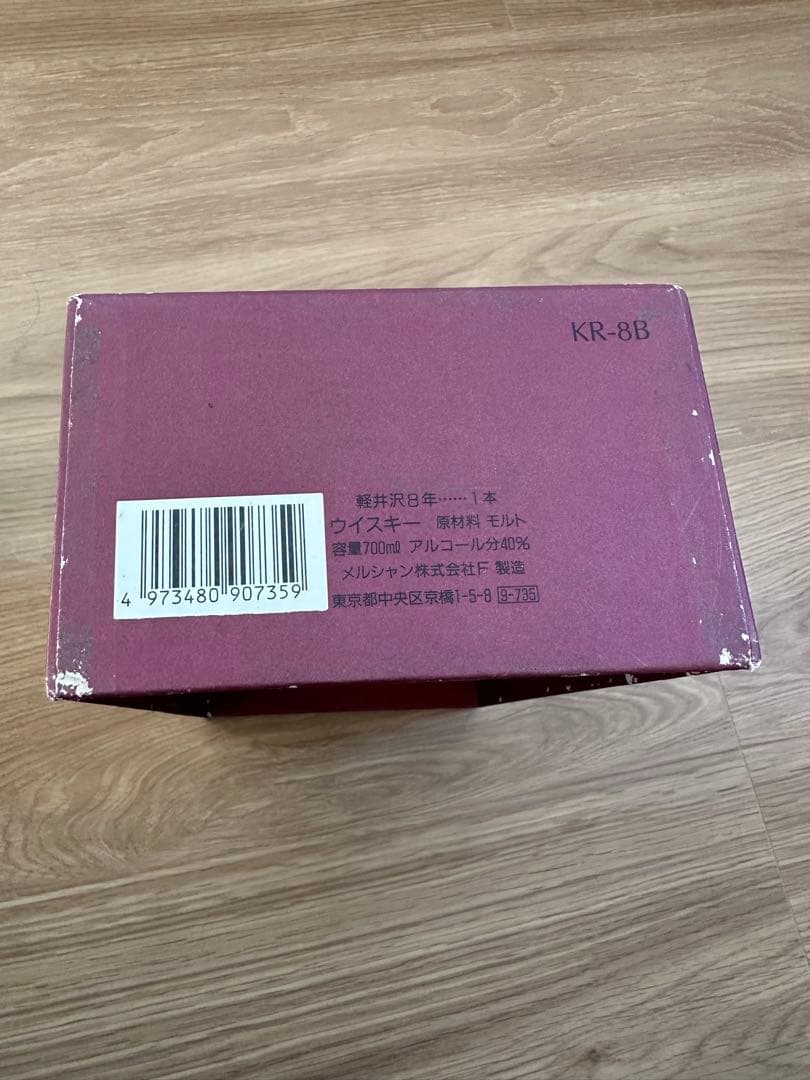 KR-8B
軽井沢8年……1本
ウイスキー 原材料 モルト
容量700mℓ アルコール分40%
メルシャン株式会社F 製造
東京都中央区京橋1-5-8 9-735
4 973480 907359